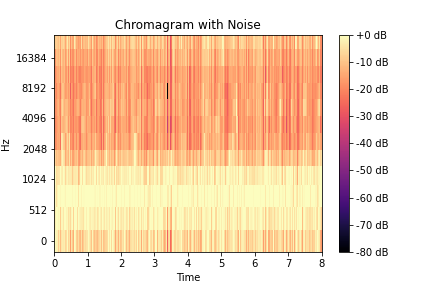 Chromagram with Noise
Hz
16384
8192
4096
2048
1024
512
0
0 1 2 3 4 5 6 7 8
Time
+0 dB
-10 dB
-20 dB
-30 dB
-40 dB
-50 dB
-60 dB
-70 dB
-80 dB